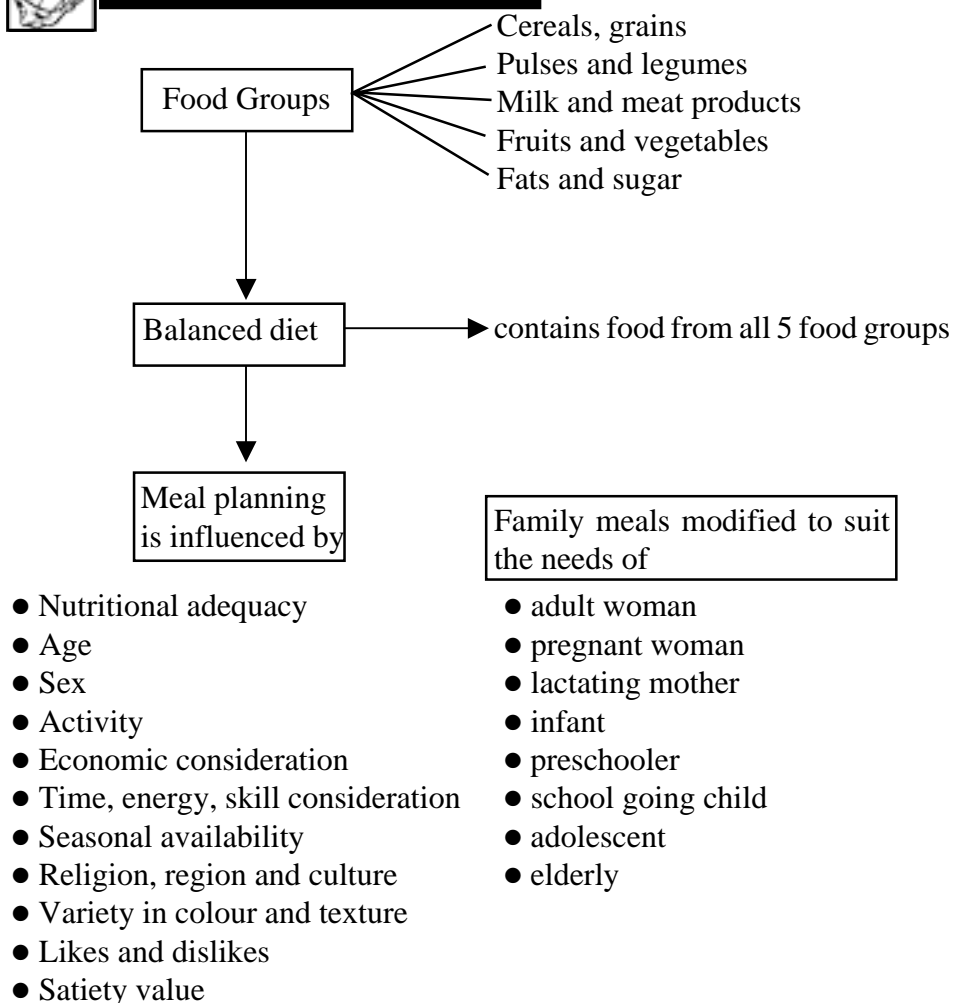 Cereals, grains
Pulses and legumes
Food Groups
Milk and meat products
Fruits and vegetables
Fats and sugar
Balanced diet
contains food from all 5 food groups
Meal planning
is influenced by
● Nutritional adequacy
● Age
● Sex
● Activity
● Economic consideration
● Time, energy, skill consideration
● Seasonal availability
● Religion, region and culture
● Variety in colour and texture
● Likes and dislikes
● Satiety value
Family meals modified to suit
the needs of
● adult woman
● pregnant woman
● lactating mother
● infant
● preschooler
● school going child
● adolescent
● elderly